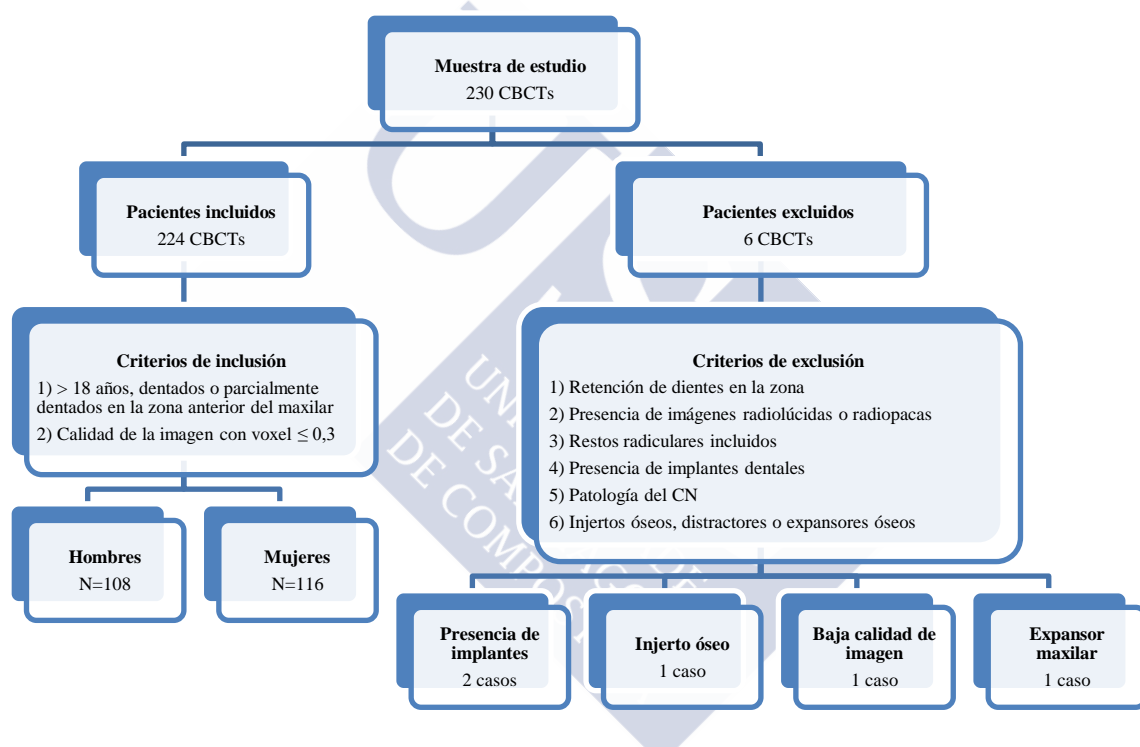 Muestra de estudio
230 CBCTs
Pacientes incluidos
224 CBCTs
Pacientes excluidos
6 CBCTs
Criterios de inclusión
1) > 18 años, dentados o parcialmente
dentados en la zona anterior del maxilar
2) Calidad de la imagen con voxel ≤ 0,3
Criterios de exclusión
1) Retención de dientes en la zona
2) Presencia de imágenes radiolúcidas o radiopacas
3) Restos radiculares incluidos
4) Presencia de implantes dentales
5) Patología del CN
6) Injertos óseos, distractores o expansores óseos
Hombres
N=108
Mujeres
N=116
Presencia de
implantes
2 casos
Injerto óseo
1 caso
Baja calidad de
imagen
1 caso
Expansor
maxilar
1 caso